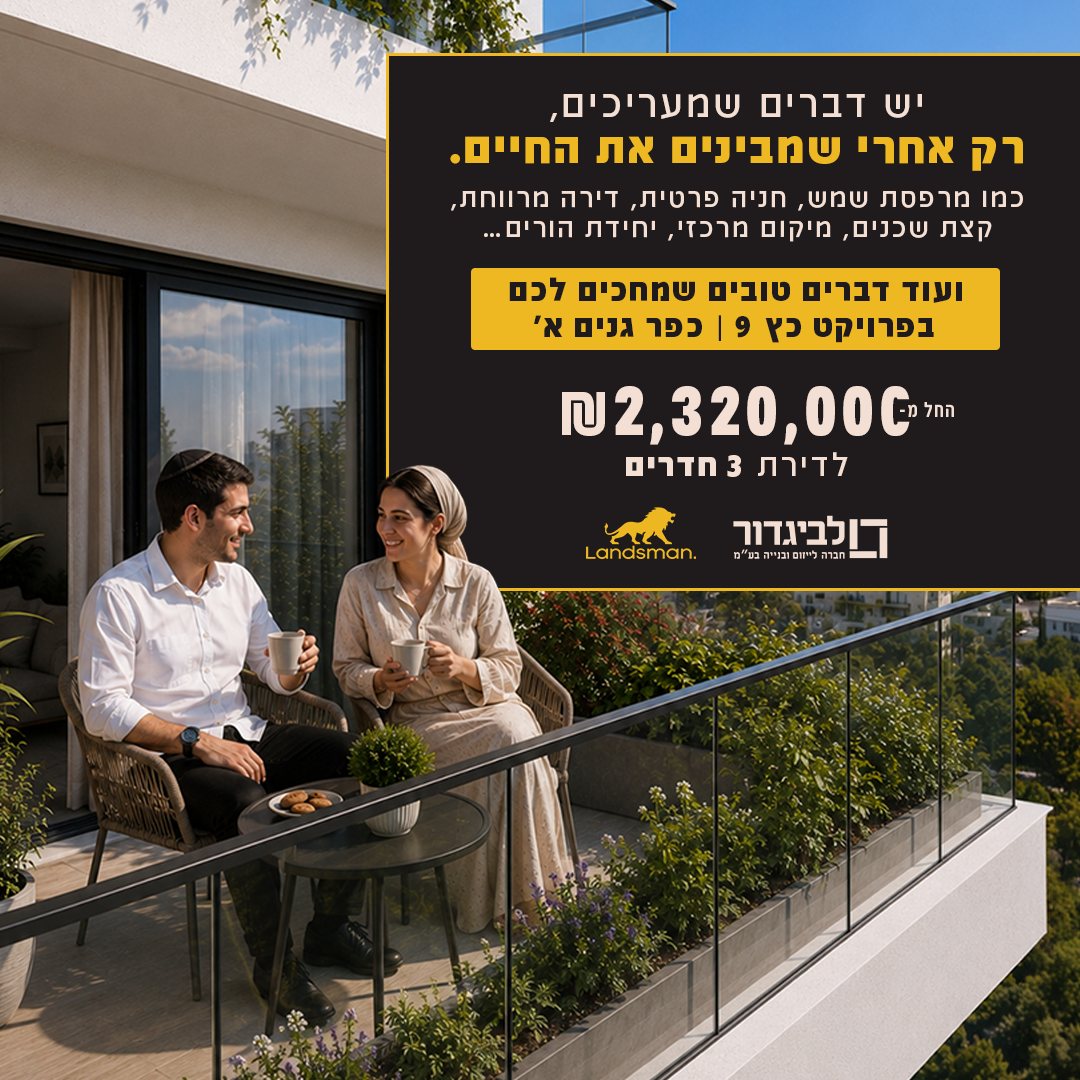 יש דברים שמעריכים,
רק אחרי שמבינים את החיים.
כמו מרפסת שמש, חניה פרטית, דירה מרווחת,
קצת שכנים, מיקום מרכזי, יחידת הורים...
ועוד דברים טובים שמחכים לכם
בפרויקט כץ 9 | כפר גנים א'
החל מ-2,320,000₪
לדירת 3 חדרים
לביגדור
חברה לייזום ובנייה בע"מ
Landsman.